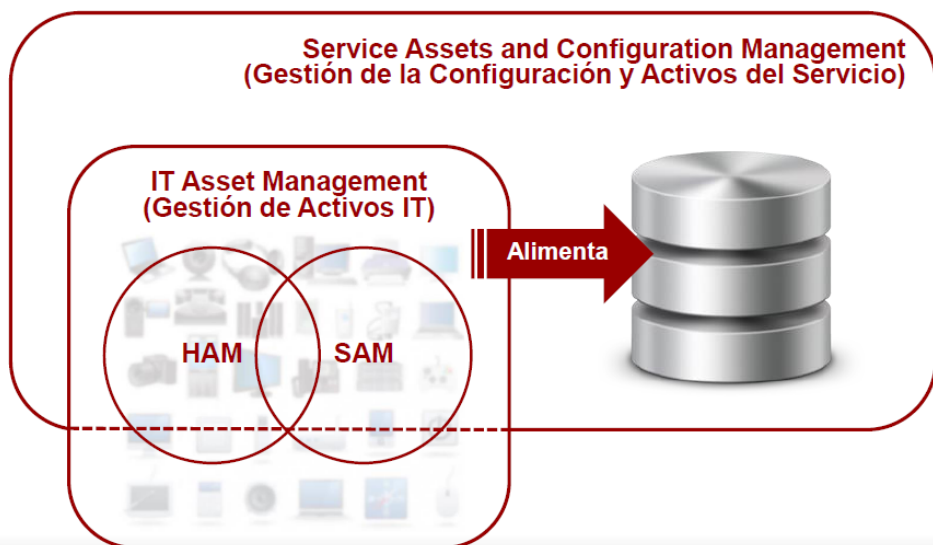 Service Assets and Configuration Management
(Gestión de la Configuración y Activos del Servicio)
IT Asset Management
(Gestión de Activos IT)
Alimenta
HAM
SAM